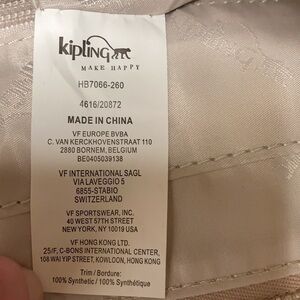 kipling
MAKE HAPPY
HB7066-260
4616/20872
MADE IN CHINA
VF EUROPE BVBA
C. VAN KERCKHOVENSTRAAT 110
2880 BORNEM, BELGIUM
BE0405039138
VF INTERNATIONAL SAGL
VIA LAVEGGIO 5
6855-STABIO
SWITZERLAND
VF SPORTSWEAR, INC.
40 WEST 57TH STREET
NEW YORK, NY 10019 USA
VF HONG KONG LTD.
25/F, C-BONS INTERNATIONAL CENTER,
108 WAI YIP STREET, KOWLOON, HONG KONG
Trim / Bordure:
100% Synthetic / 100% Synthétique